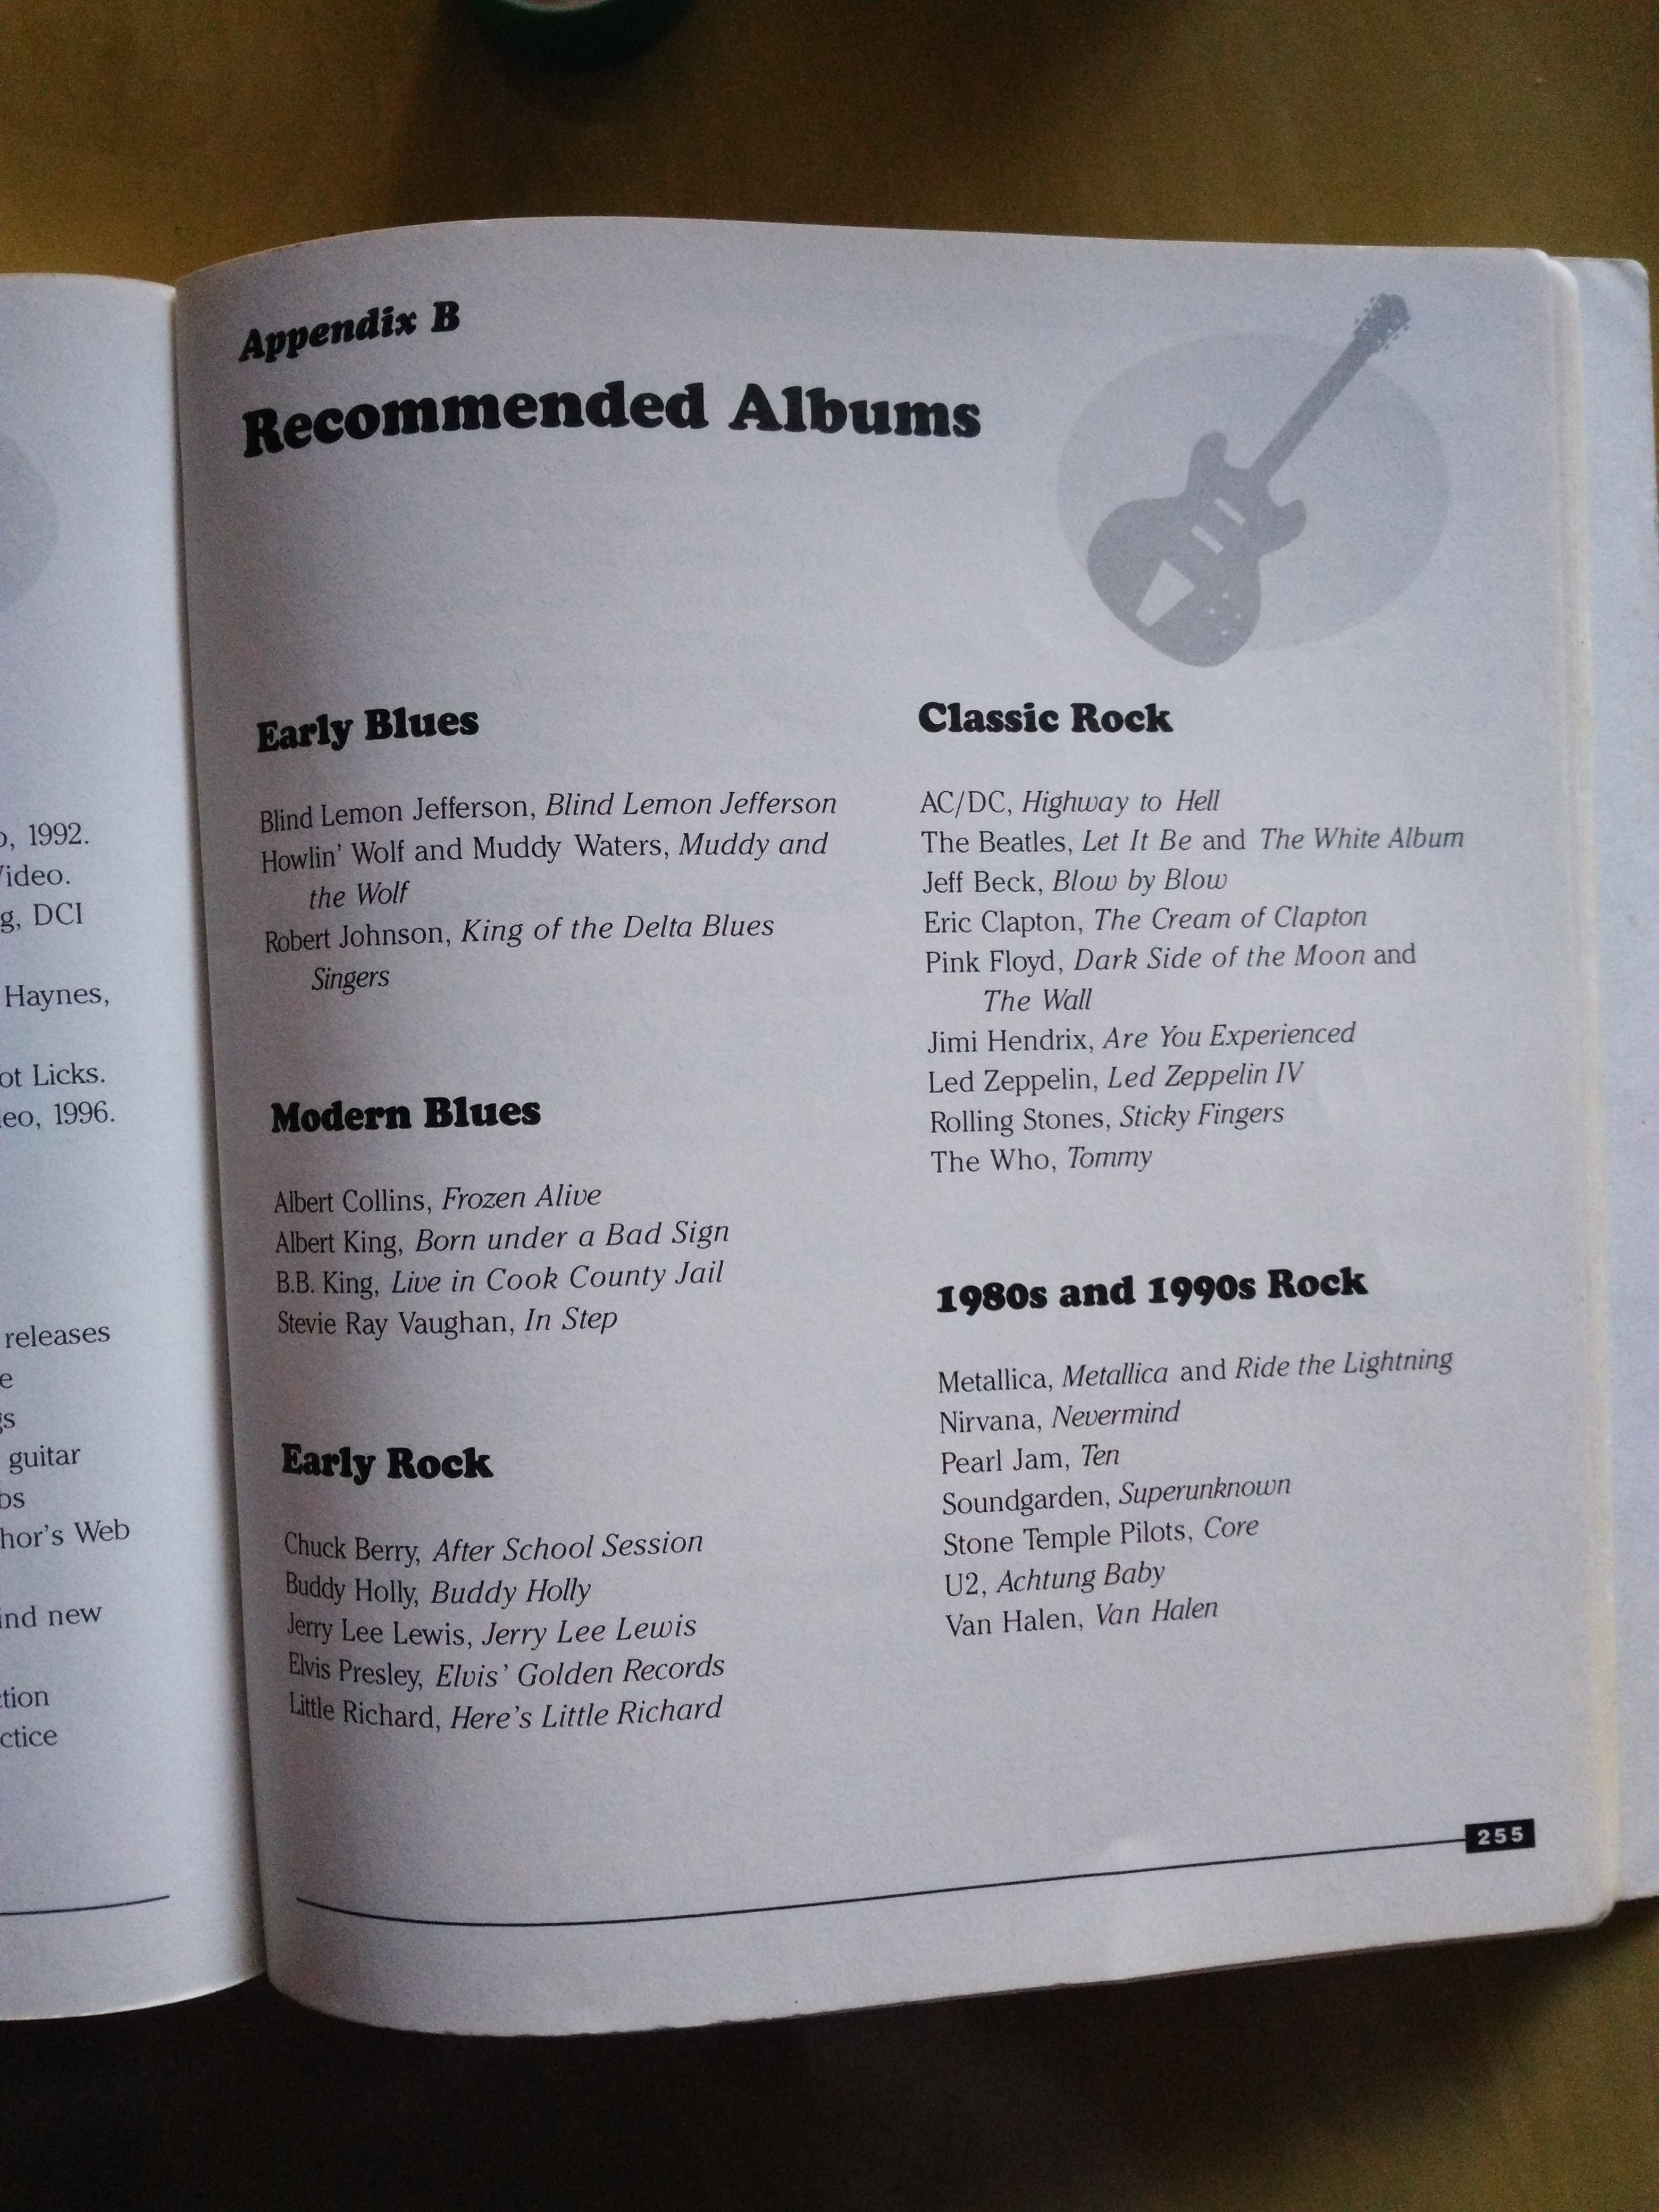 o, 1992.
Video.
g, DCI
Haynes,
ot Licks.
eo, 1996.
releases
e
gs
guitar
bs
hor's Web
ind new
tion
ctice
Appendix B
Recommended Albums
Early Blues
Blind Lemon Jefferson, Blind Lemon Jefferson
Howlin' Wolf and Muddy Waters, Muddy and
the Wolf
Robert Johnson, King of the Delta Blues
Singers
Modern Blues
Albert Collins, Frozen Alive
Albert King, Born under a Bad Sign
B.B. King, Live in Cook County Jail
Stevie Ray Vaughan, In Step
Early Rock
Chuck Berry, After School Session
Buddy Holly, Buddy Holly
Jerry Lee Lewis, Jerry Lee Lewis
Elvis Presley, Elvis' Golden Records
Little Richard, Here's Little Richard
Classic Rock
AC/DC, Highway to Hell
The Beatles, Let It Be and The White Album
Jeff Beck, Blow by Blow
Eric Clapton, The Cream of Clapton
Pink Floyd, Dark Side of the Moon and
The Wall
Jimi Hendrix, Are You Experienced
Led Zeppelin, Led Zeppelin IV
Rolling Stones, Sticky Fingers
The Who, Tommy
1980s and 1990s Rock
Metallica, Metallica and Ride the Lightning
Nirvana, Nevermind
Pearl Jam, Ten
Soundgarden, Superunknown
Stone Temple Pilots, Core
U2, Achtung Baby
Van Halen, Van Halen
255